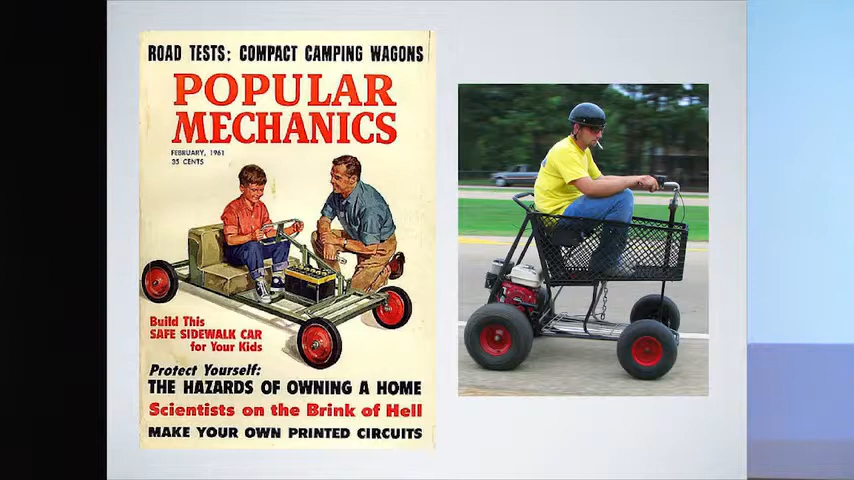 ROAD TESTS: COMPACT CAMPING WAGONS
POPULAR
MECHANICS
FEBRUARY, 1961
35 CENTS
Build This
SAFE SIDEWALK CAR
for Your Kids
Protect Yourself:
THE HAZARDS OF OWNING A HOME
Scientists on the Brink of Hell
MAKE YOUR OWN PRINTED CIRCUITS